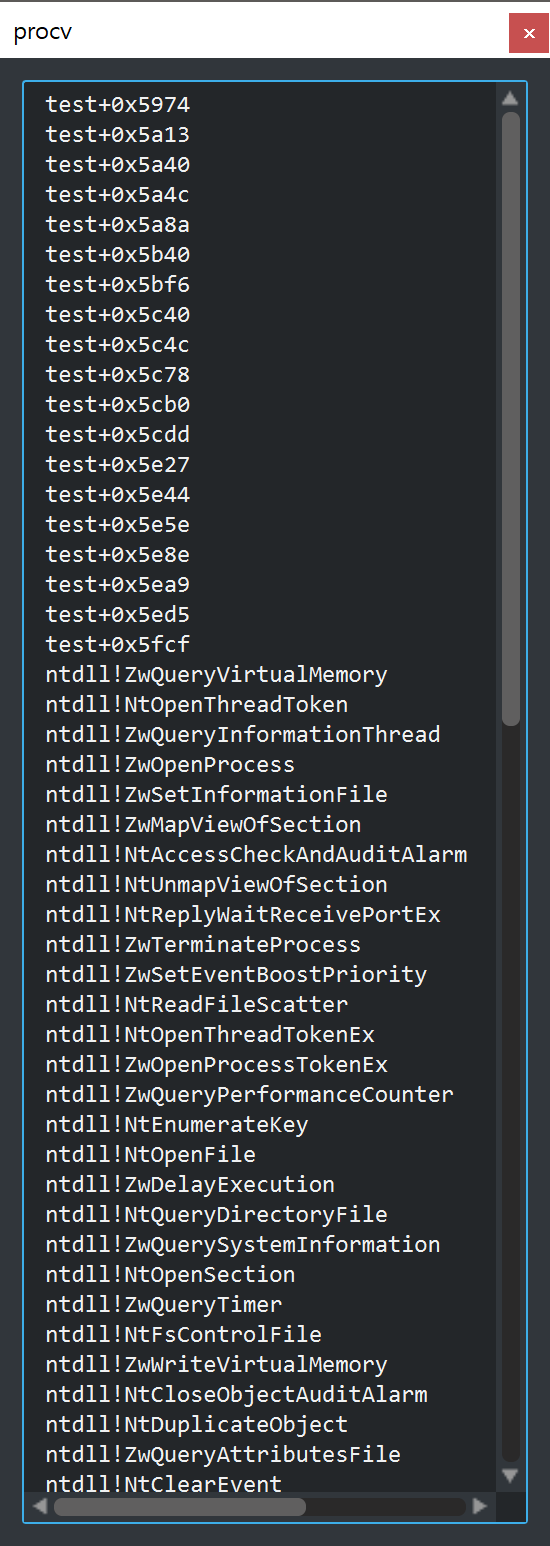 procv
test+0x5974
test+0x5a13
test+0x5a40
test+0x5a4c
test+0x5a8a
test+0x5b40
test+0x5bf6
test+0x5c40
test+0x5c4c
test+0x5c78
test+0x5cb0
test+0x5cdd
test+0x5e27
test+0x5e44
test+0x5e5e
test+0x5e8e
test+0x5ea9
test+0x5ed5
test+0x5fcf
ntdll!ZwQueryVirtualMemory
ntdll!NtOpenThreadToken
ntdll!ZwQueryInformationThread
ntdll!ZwOpenProcess
ntdll!ZwSetInformationFile
ntdll!ZwMapViewOfSection
ntdll!NtAccessCheckAndAuditAlarm
ntdll!NtUnmapViewOfSection
ntdll!NtReplyWaitReceivePortEx
ntdll!ZwTerminateProcess
ntdll!ZwSetEventBoostPriority
ntdll!NtReadFileScatter
ntdll!NtOpenThreadTokenEx
ntdll!ZwOpenProcessTokenEx
ntdll!ZwQueryPerformanceCounter
ntdll!NtEnumerateKey
ntdll!NtOpenFile
ntdll!ZwDelayExecution
ntdll!NtQueryDirectoryFile
ntdll!ZwQuerySystemInformation
ntdll!NtOpenSection
ntdll!ZwQueryTimer
ntdll!NtFsControlFile
ntdll!ZwWriteVirtualMemory
ntdll!NtCloseObjectAuditAlarm
ntdll!NtDuplicateObject
ntdll!ZwQueryAttributesFile
ntdll!NtClearEvent